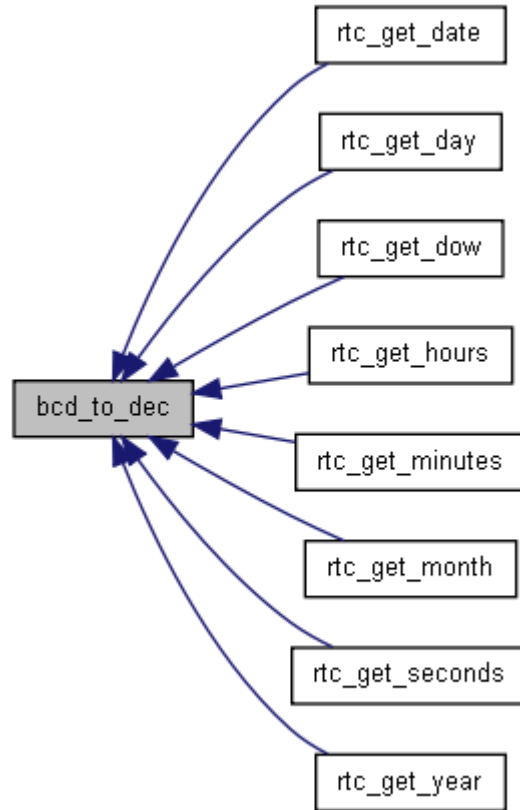 rtc_get_date
rtc_get_day
rtc_get_dow
rtc_get_hours
bcd_to_dec
rtc_get_minutes
rtc_get_month
rtc_get_seconds
rtc_get_year